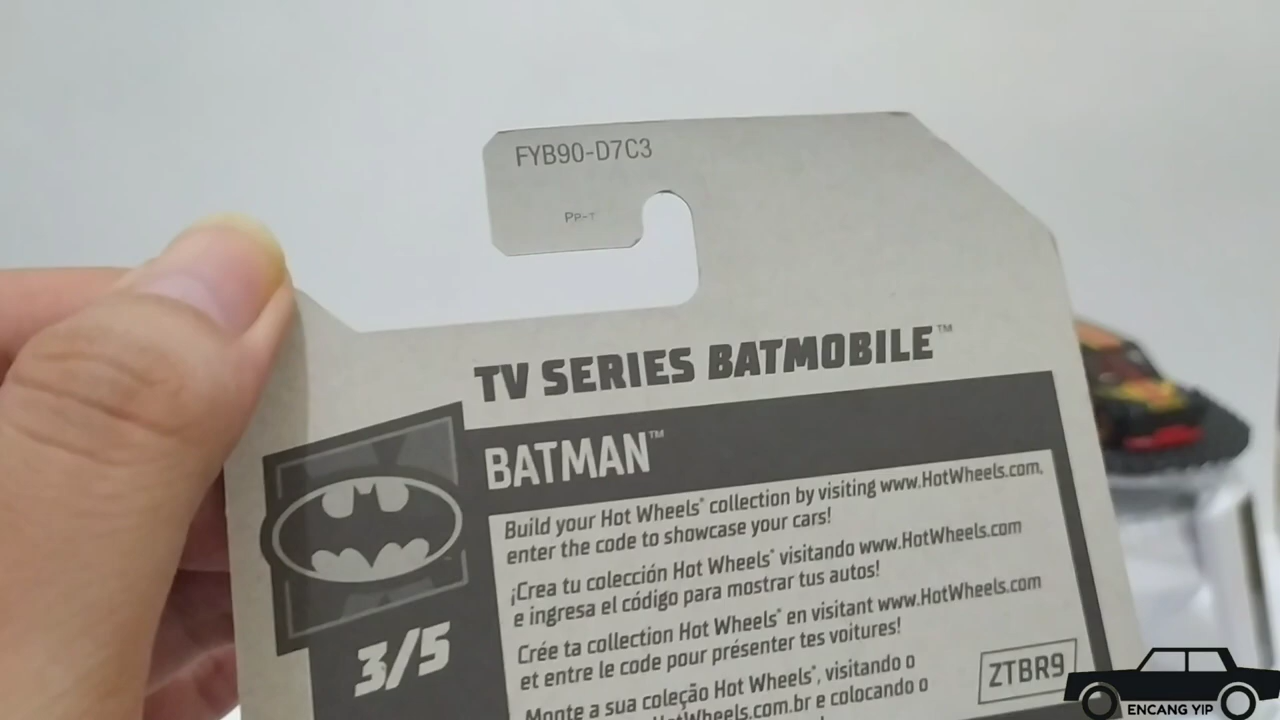 FYB90-D7C3
PP-T
TV SERIES BATMOBILE™
BATMAN™
Build your Hot Wheels® collection by visiting www.HotWheels.com,
enter the code to showcase your cars!
¡Crea tu colección Hot Wheels® visitando www.HotWheels.com
e ingresa el código para mostrar tus autos!
Crée ta collection Hot Wheels® en visitant www.HotWheels.com
et entre le code pour présenter tes voitures!
Monte a sua coleção Hot Wheels®, visitando o
HotWheels.com.br e colocando o
3/5
ZTBR9
ENCANG YIP